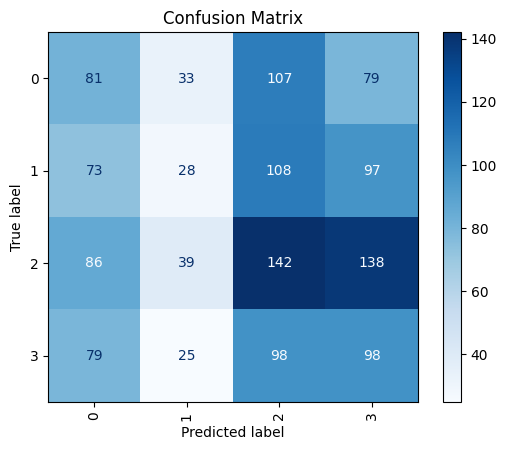 Confusion Matrix
True label
0 81 33 107 79
1 73 28 108 97
2 86 39 142 138
3 79 25 98 98
0 1 2 3
Predicted label
140
120
100
80
60
40